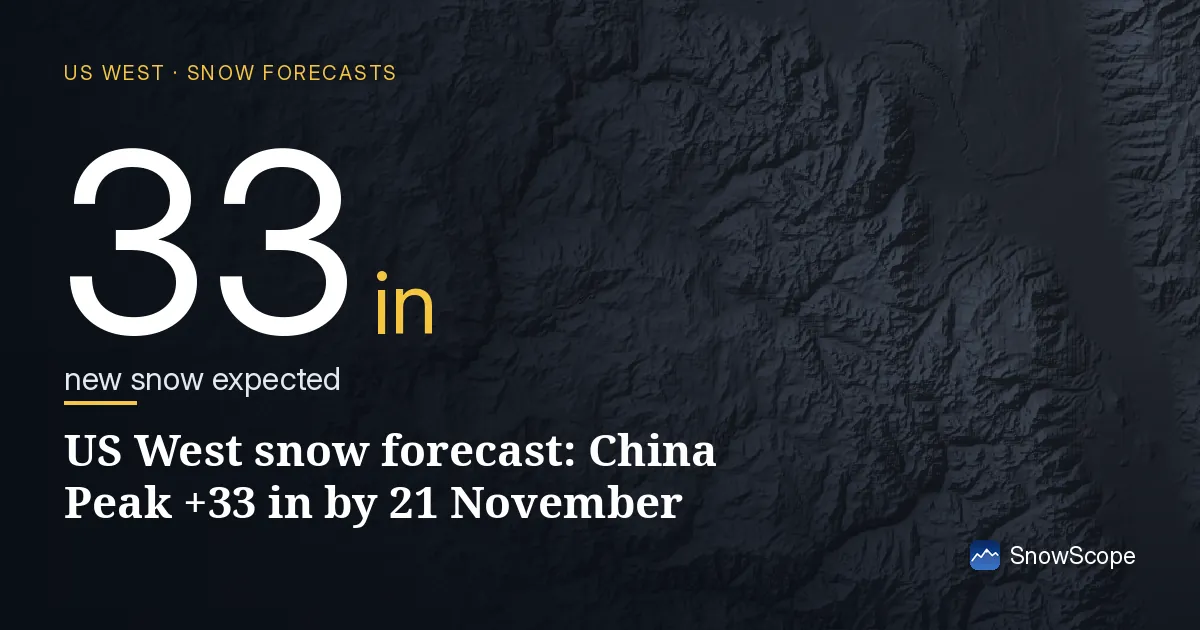 US WEST · SNOW FORECASTS
33 in
new snow expected
US West snow forecast: China
Peak +33 in by 21 November
SnowScope